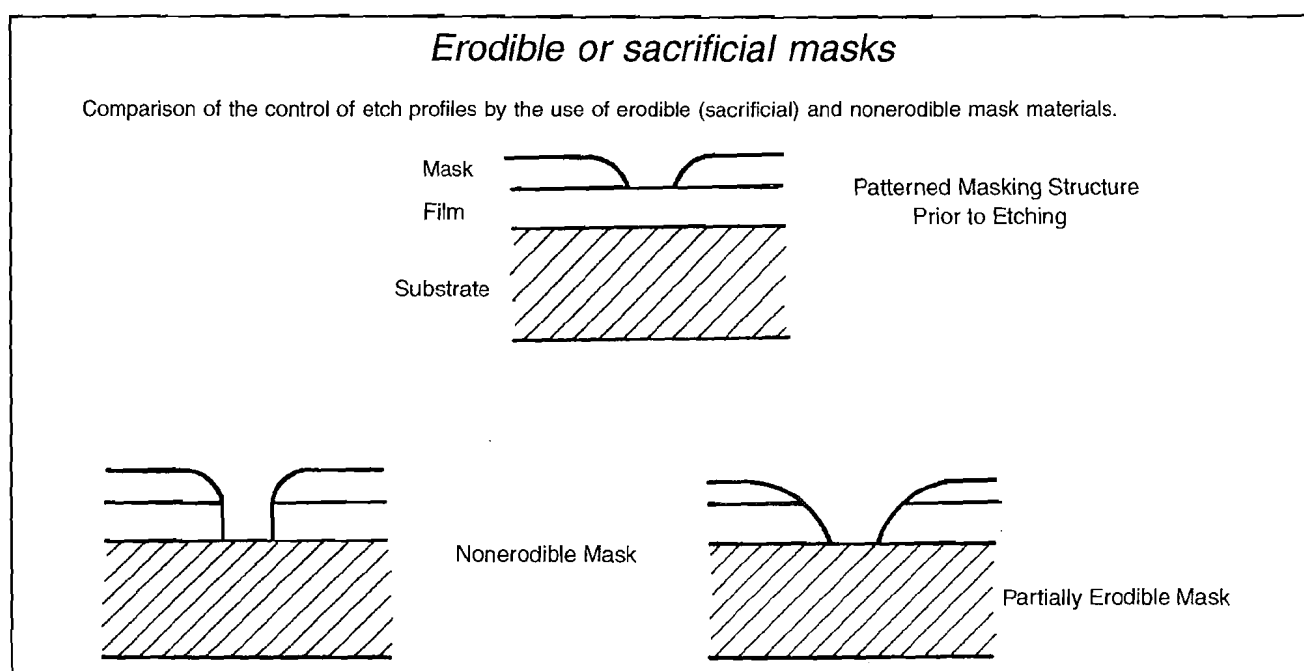 Erodible or sacrificial masks
Comparison of the control of etch profiles by the use of erodible (sacrificial) and nonerodible mask materials.
Mask
Film
Substrate
Patterned Masking Structure
Prior to Etching
Nonerodible Mask
Partially Erodible Mask